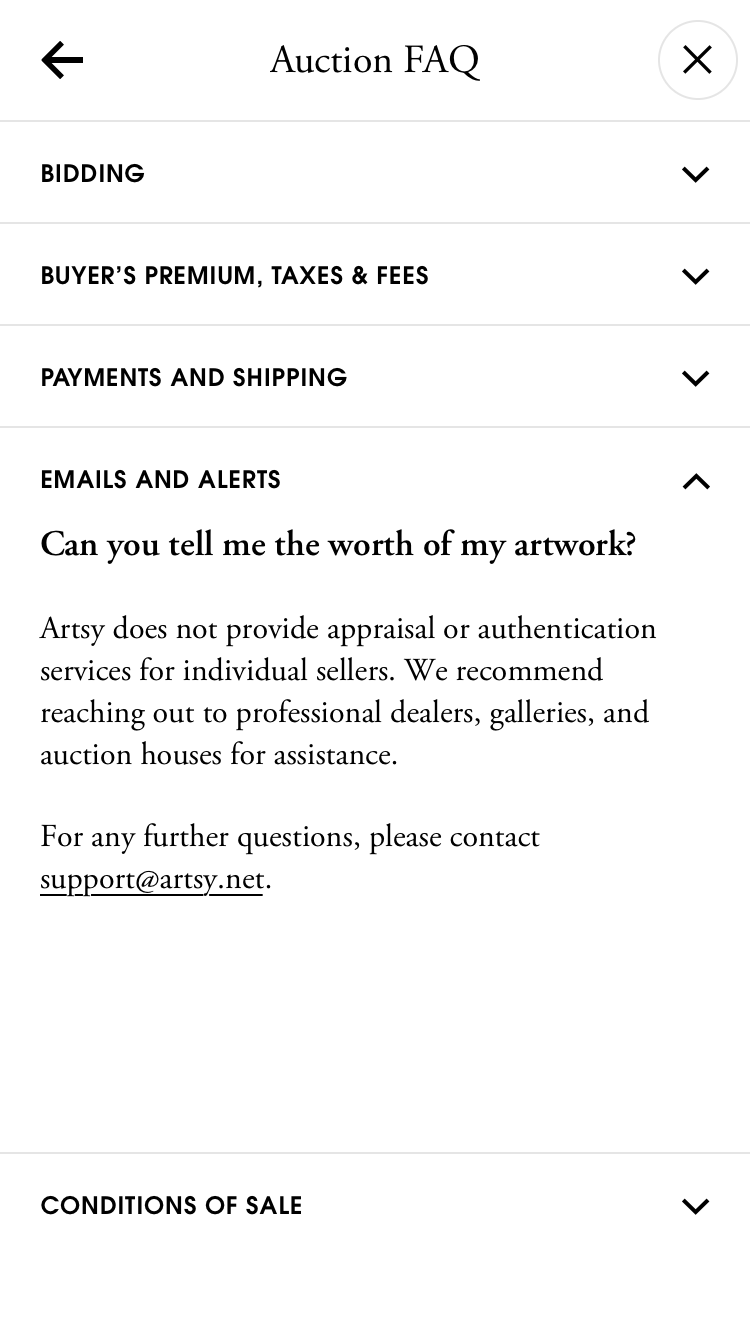 Auction FAQ
BIDDING
BUYER’S PREMIUM, TAXES & FEES
PAYMENTS AND SHIPPING
EMAILS AND ALERTS
Can you tell me the worth of my artwork?
Artsy does not provide appraisal or authentication
services for individual sellers. We recommend
reaching out to professional dealers, galleries, and
auction houses for assistance.
For any further questions, please contact
support@artsy.net.
CONDITIONS OF SALE